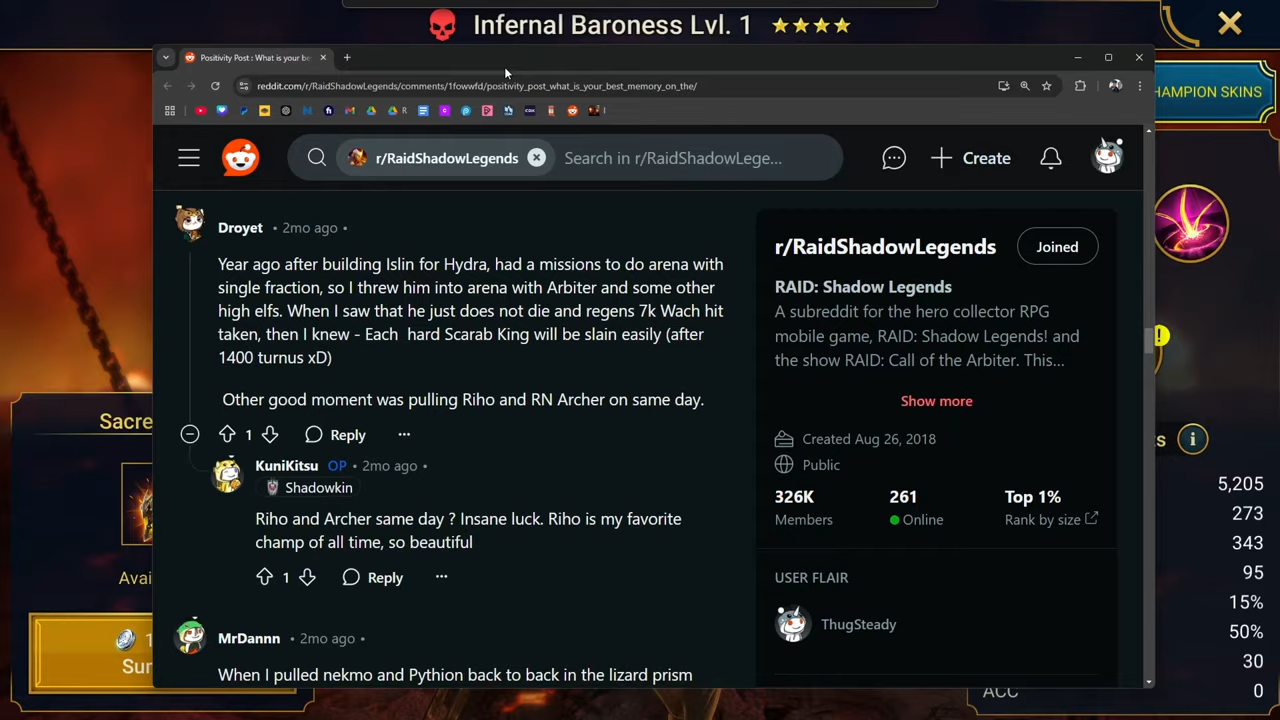 Infernal Baroness Lvl. 1
Positivity Post : What is your be
reddit.com/r/RaidShadowLegends/comments/1fowwfd/positivity_post_what_is_your_best_memory_on_the/
HAMPION SKINS
r/RaidShadowLegends
Search in r/RaidShadowLege...
Create
Droyet • 2mo ago •
Year ago after building Islin for Hydra, had a missions to do arena with
single fraction, so I threw him into arena with Arbiter and some other
high elfs. When I saw that he just does not die and regens 7k Wach hit
taken, then I knew - Each hard Scarab King will be slain easily (after
1400 turnus xD)
Other good moment was pulling Riho and RN Archer on same day.
1
Reply
KuniKitsu OP • 2mo ago •
Shadowkin
Riho and Archer same day ? Insane luck. Riho is my favorite
champ of all time, so beautiful
1
Reply
MrDannn • 2mo ago •
When I pulled nekmo and Pythion back to back in the lizard prism
r/RaidShadowLegends
Joined
RAID: Shadow Legends
A subreddit for the hero collector RPG
mobile game, RAID: Shadow Legends! and
the show RAID: Call of the Arbiter. This...
Show more
Created Aug 26, 2018
Public
326K
Members
261
Online
Top 1%
Rank by size
USER FLAIR
ThugSteady
Sacre
Avai
1
Sur
s
5,205
273
343
95
15%
50%
30
ACC 0